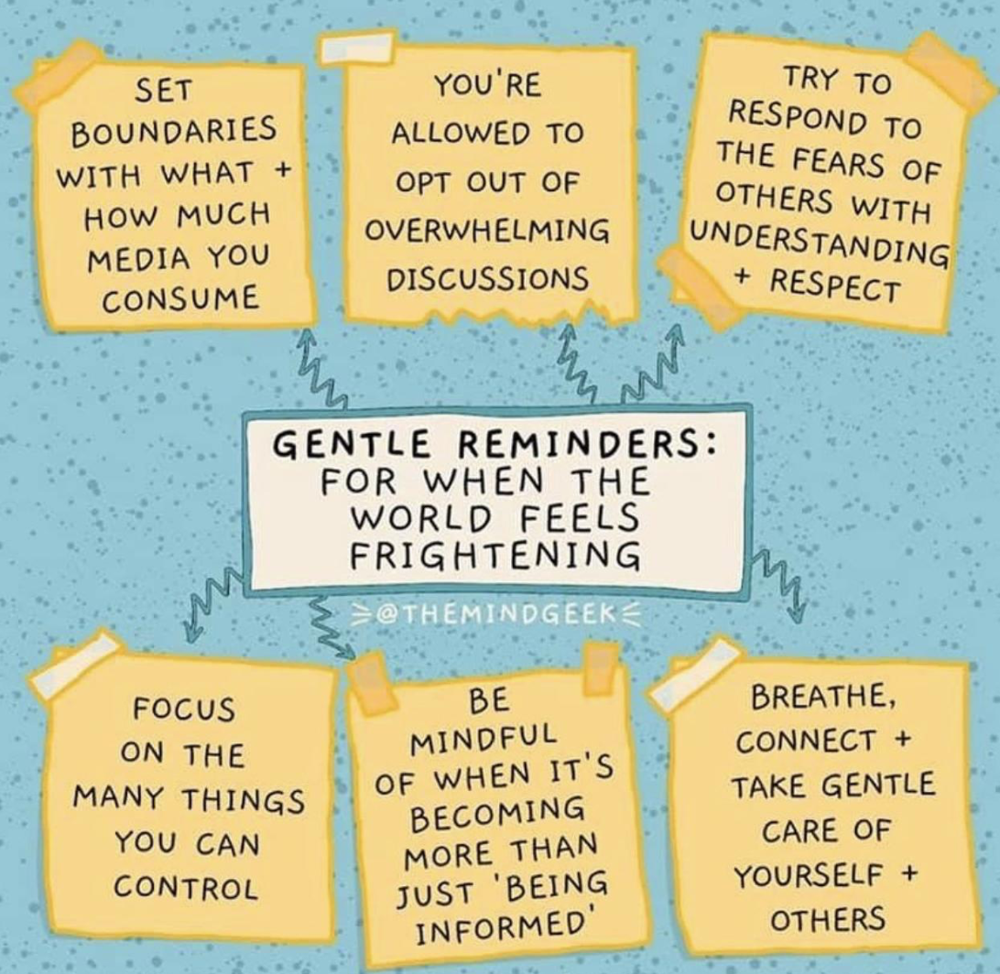 SET
BOUNDARIES
WITH WHAT +
HOW MUCH
MEDIA YOU
CONSUME
YOU'RE
ALLOWED TO
OPT OUT OF
OVERWHELMING
DISCUSSIONS
TRY TO
RESPOND TO
THE FEARS OF
OTHERS WITH
UNDERSTANDING
+ RESPECT
GENTLE REMINDERS:
FOR WHEN THE
WORLD FEELS
FRIGHTENING
@THEMINDGEEK
FOCUS
ON THE
MANY THINGS
YOU CAN
CONTROL
BE
MINDFUL
OF WHEN IT'S
BECOMING
MORE THAN
JUST 'BEING
INFORMED'
BREATHE,
CONNECT +
TAKE GENTLE
CARE OF
YOURSELF +
OTHERS